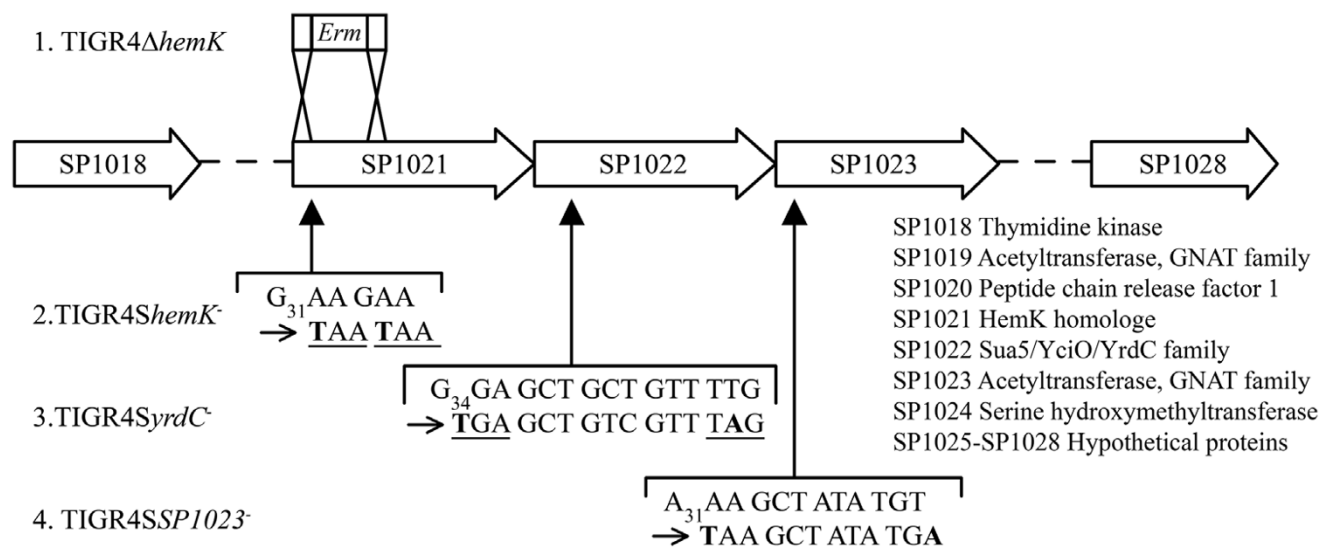 1. TIGR4ΔhemK
Erm
SP1018
SP1021
SP1022
SP1023
SP1028
SP1018 Thymidine kinase
SP1019 Acetyltransferase, GNAT family
SP1020 Peptide chain release factor 1
SP1021 HemK homologe
SP1022 Sua5/YciO/YrdC family
SP1023 Acetyltransferase, GNAT family
SP1024 Serine hydroxymethyltransferase
SP1025-SP1028 Hypothetical proteins
2.TIGR4ShemK-
G31AA GAA
→ TAA TAA
3.TIGR4SyrdC-
G34GA GCT GCT GTT TTG
→ TGA GCT GTC GTT TAG
4. TIGR4SSP1023-
A31AA GCT ATA TGT
→ TAA GCT ATA TGA